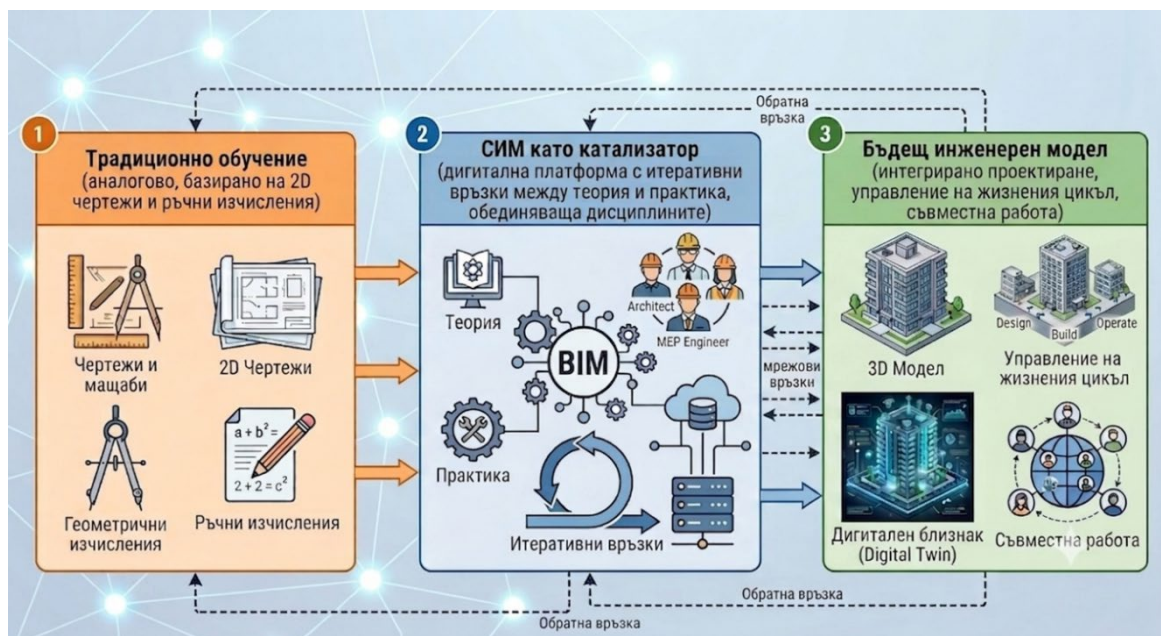 Обратна
връзка
1
Традиционно обучение
(аналогово, базирано на 2D
чертежи и ръчни изчисления)
Чертежи и
мащаби
2D Чертежи
Геометрични
изчисления
a + b² =
2 + 2 = c²
Ръчни изчисления
2
СИМ като катализатор
(дигитална платформа с итеративни
връзки между теория и практика,
обединяваща дисциплините)
Теория
Architect
MEP Engineer
BIM
Практика
Итеративни връзки
мрежови
връзки
3
Бъдещ инженерен модел
(интегрирано проектиране,
управление на жизнения цикъл,
съвместна работа)
3D Модел
Design
Build
Operate
Управление на
жизнения цикъл
Дигитален близнак
(Digital Twin)
Съвместна работа
Обратна връзка
Обратна връзка